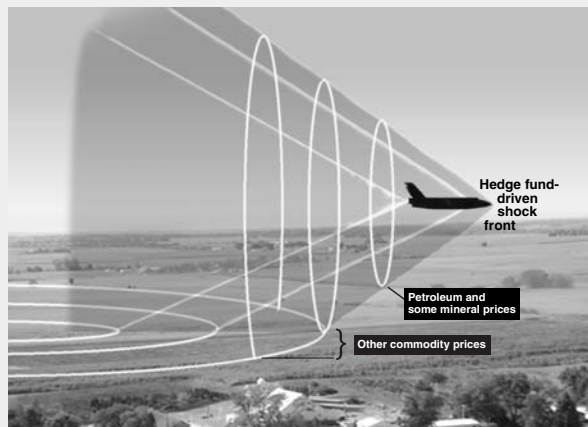 Hedge fund-
driven
shock
front
Petroleum and
some mineral prices
Other commodity prices